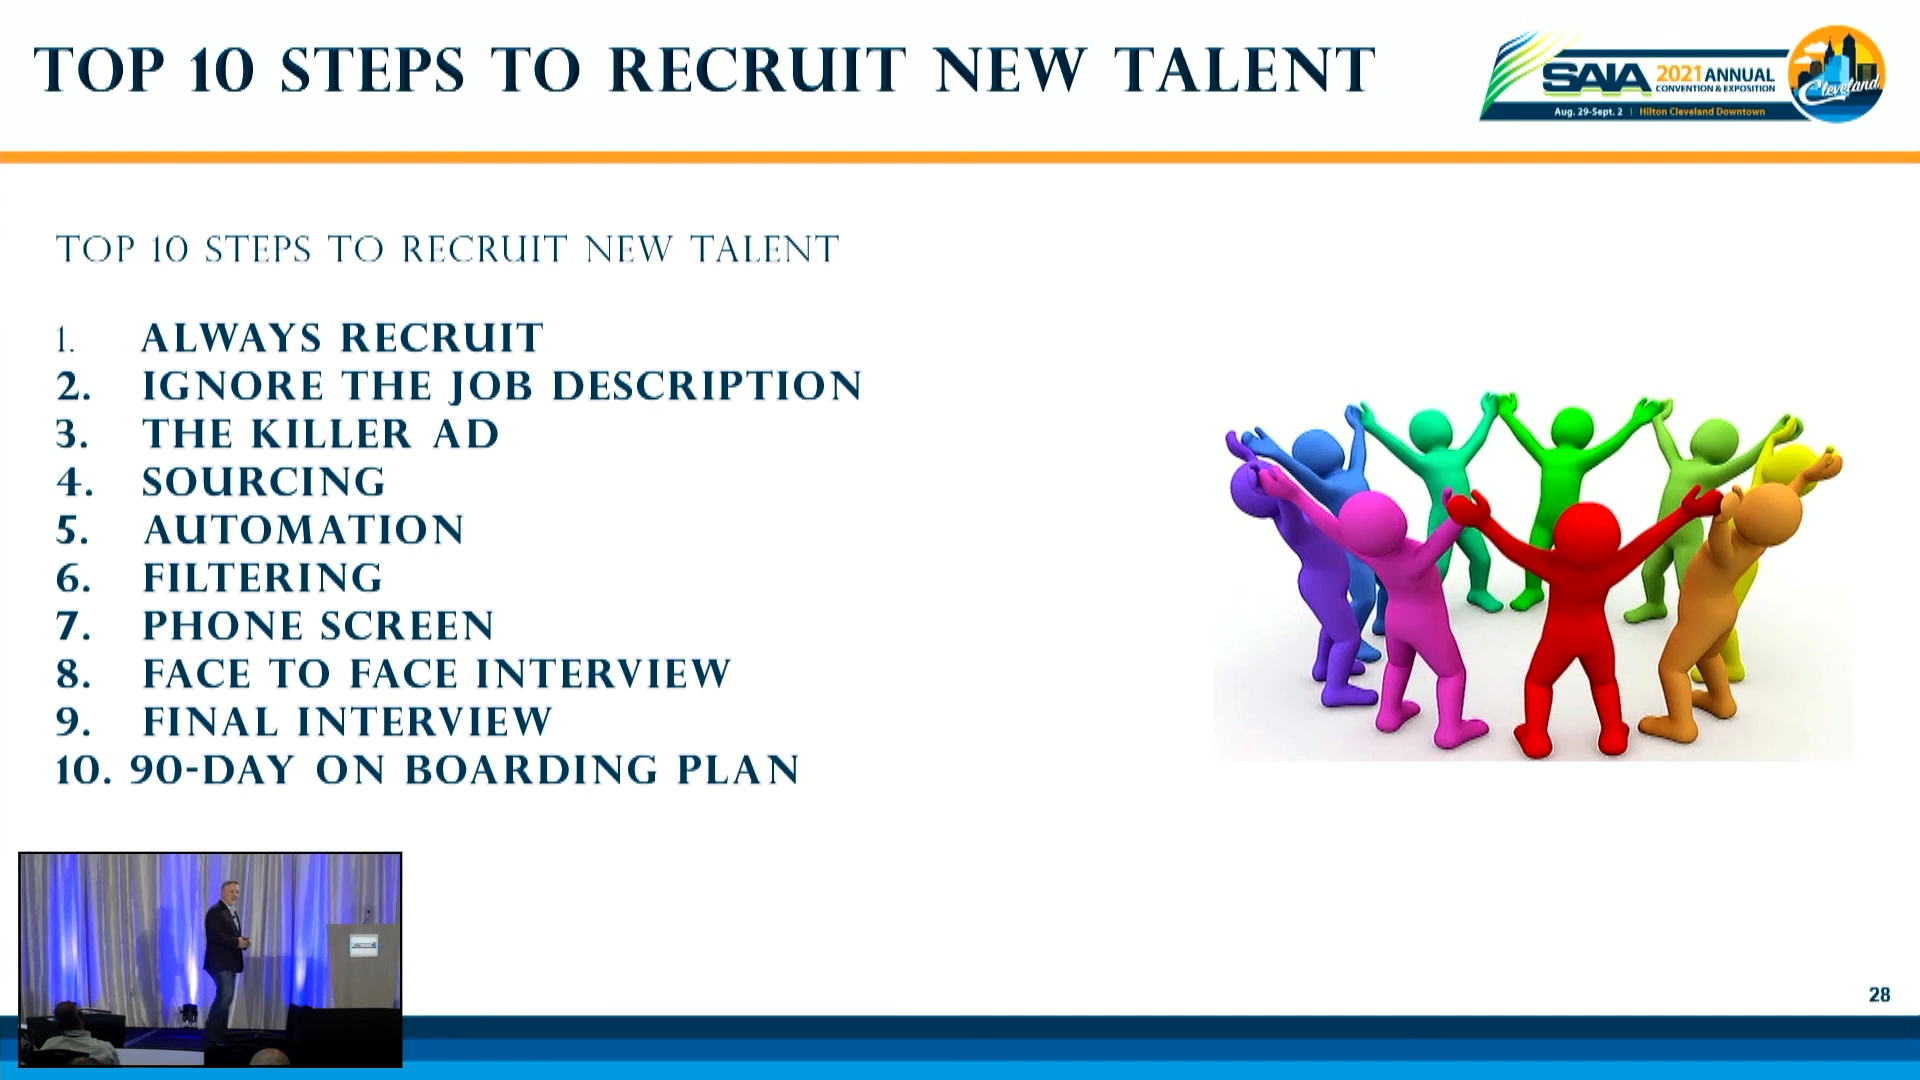 TOP 10 STEPS TO RECRUIT NEW TALENT
SAIA 2021 ANNUAL
CONVENTION & EXPOSITION
Cleveland
Aug. 29-Sept. 2 | Hilton Cleveland Downtown
TOP 10 STEPS TO RECRUIT NEW TALENT
1. ALWAYS RECRUIT
2. IGNORE THE JOB DESCRIPTION
3. THE KILLER AD
4. SOURCING
5. AUTOMATION
6. FILTERING
7. PHONE SCREEN
8. FACE TO FACE INTERVIEW
9. FINAL INTERVIEW
10. 90-DAY ON BOARDING PLAN
28